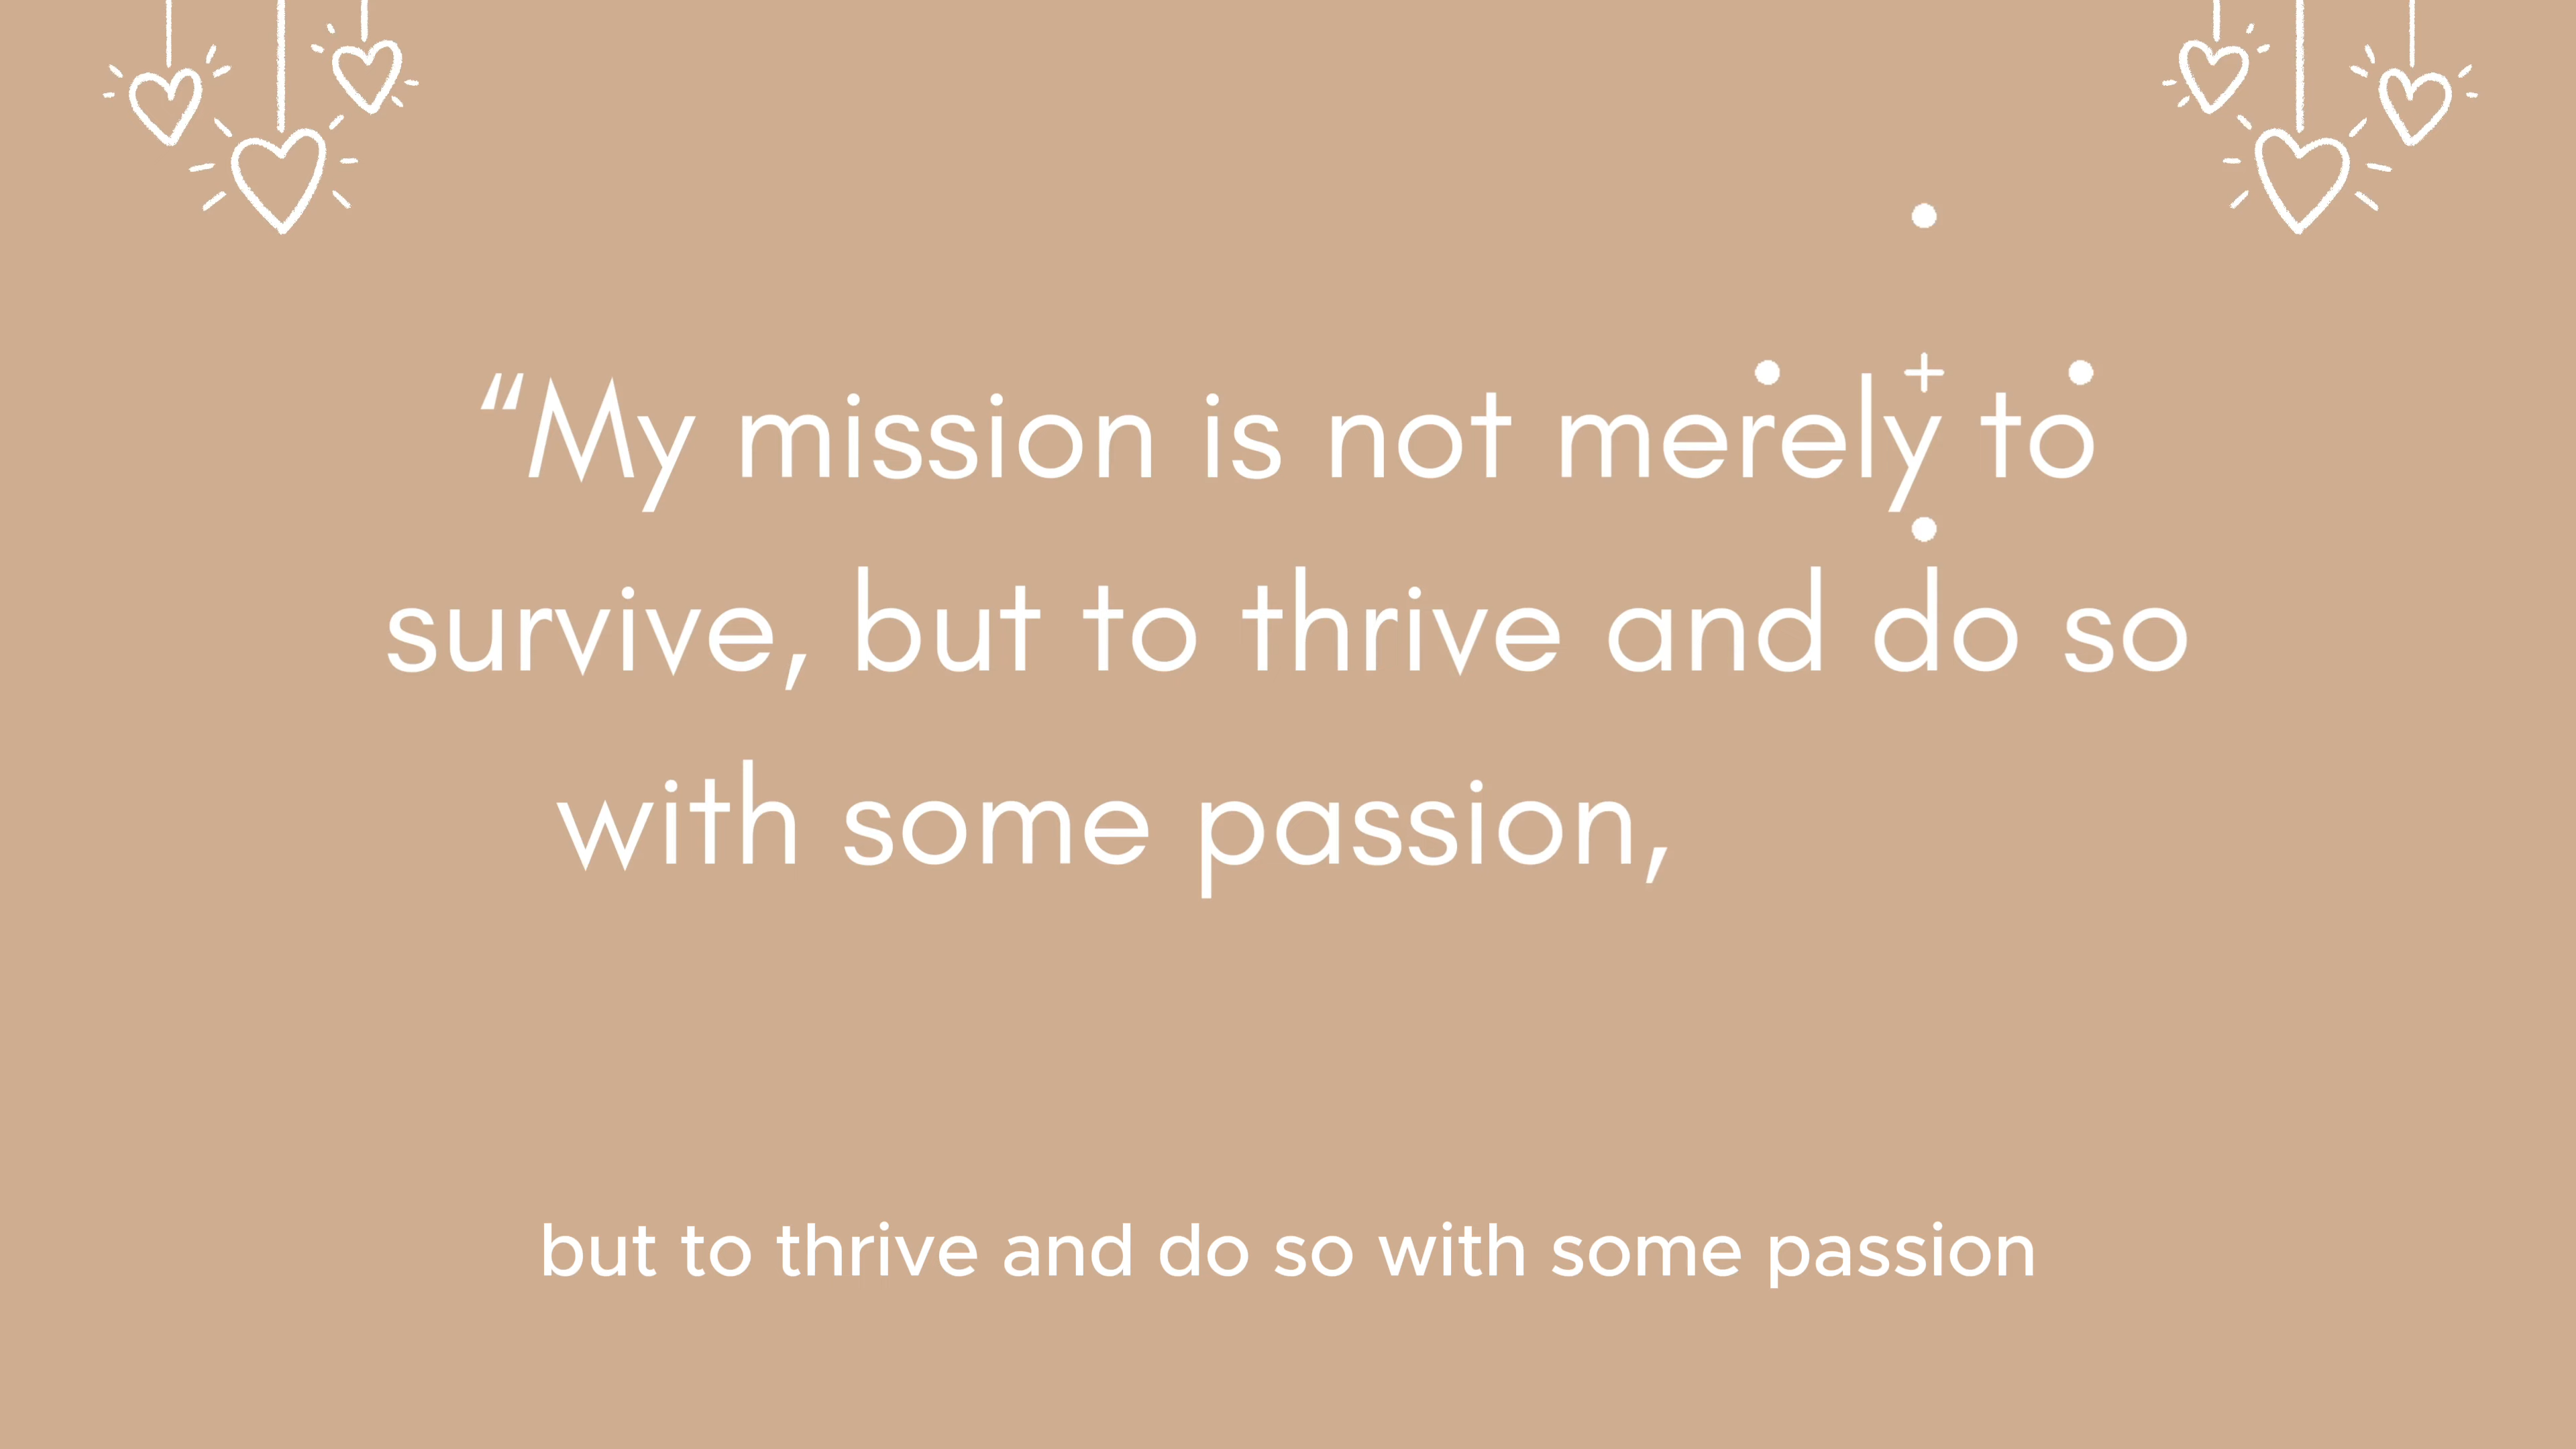 “My mission is not merely to
survive, but to thrive and do so
with some passion,
but to thrive and do so with some passion